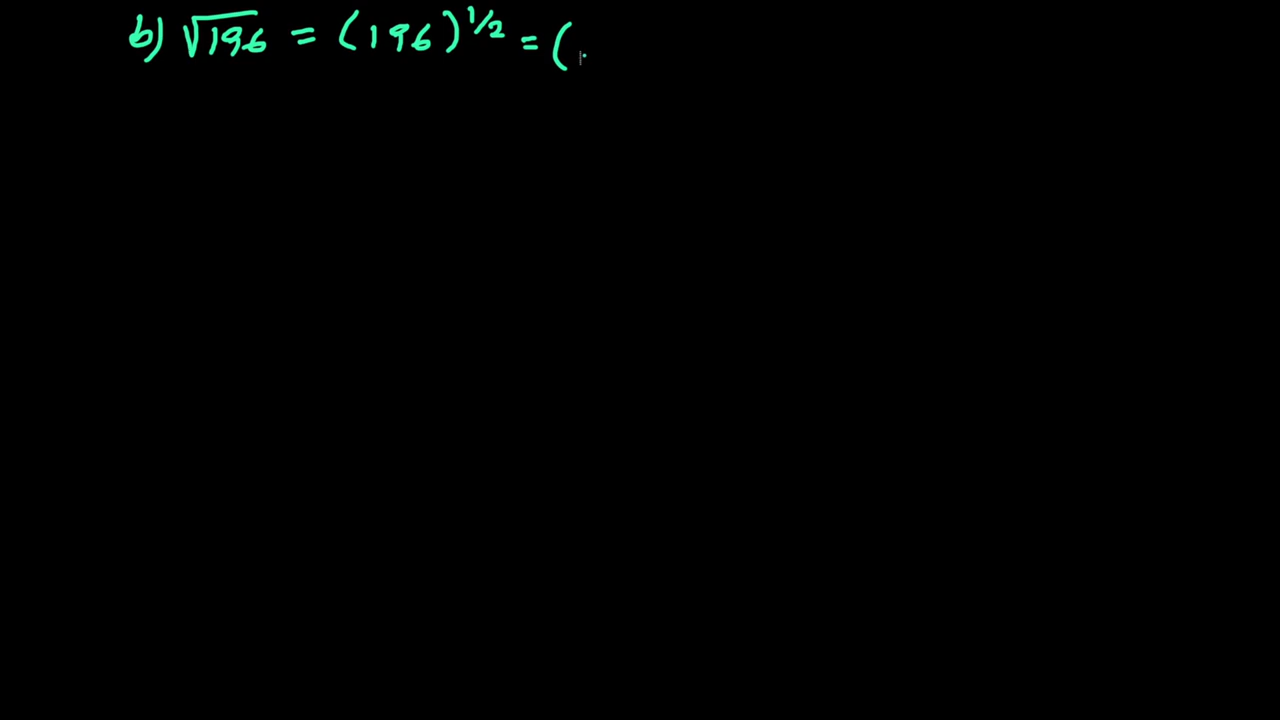 b) √196 = (196)^1/2 = (